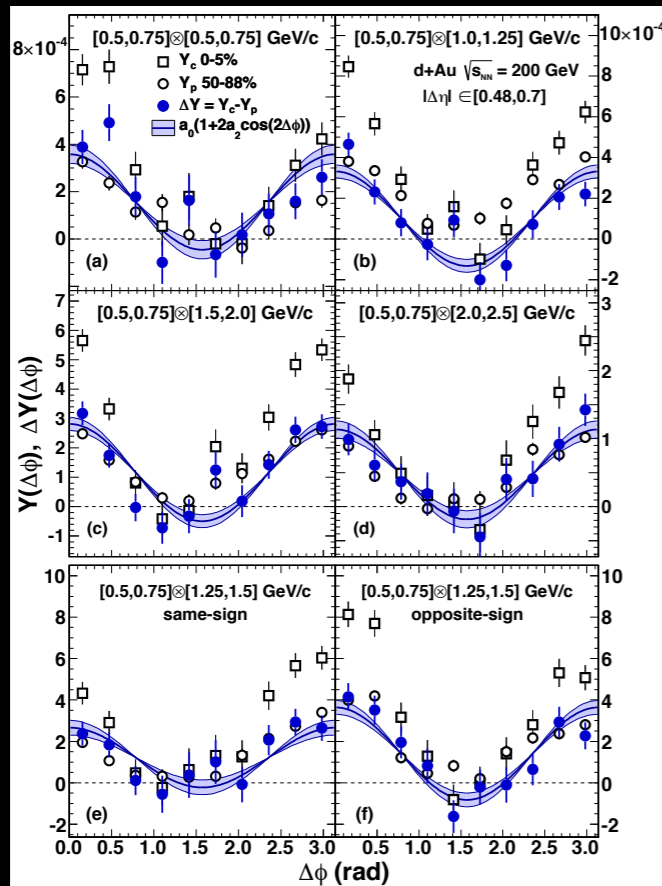 8×10⁻⁴ [0.5,0.75]⊗[0.5,0.75] GeV/c
Y_c 0-5%
6 Y_p 50-88%
ΔY = Y_c-Y_p
4 a_0(1+2a_2cos(2Δϕ))
2
0
(a)
[0.5,0.75]⊗[1.0,1.25] GeV/c 10×10⁻⁴
d+Au √s_NN = 200 GeV
8
|Δη| ∈[0.48,0.7]
6
4
2
0
(b) -2
7
[0.5,0.75]⊗[1.5,2.0] GeV/c
6
5
4
3
2
1
0
-1 (c)
[0.5,0.75]⊗[2.0,2.5] GeV/c 3
2
1
0
(d)
Y(Δϕ), ΔY(Δϕ)
10
[0.5,0.75]⊗[1.25,1.5] GeV/c
8 same-sign
6
4
2
0
-2 (e)
10
[0.5,0.75]⊗[1.25,1.5] GeV/c
opposite-sign 8
6
4
2
0
(f) -2
0.0 0.5 1.0 1.5 2.0 2.5 3.0 0.5 1.0 1.5 2.0 2.5 3.0
Δϕ (rad)